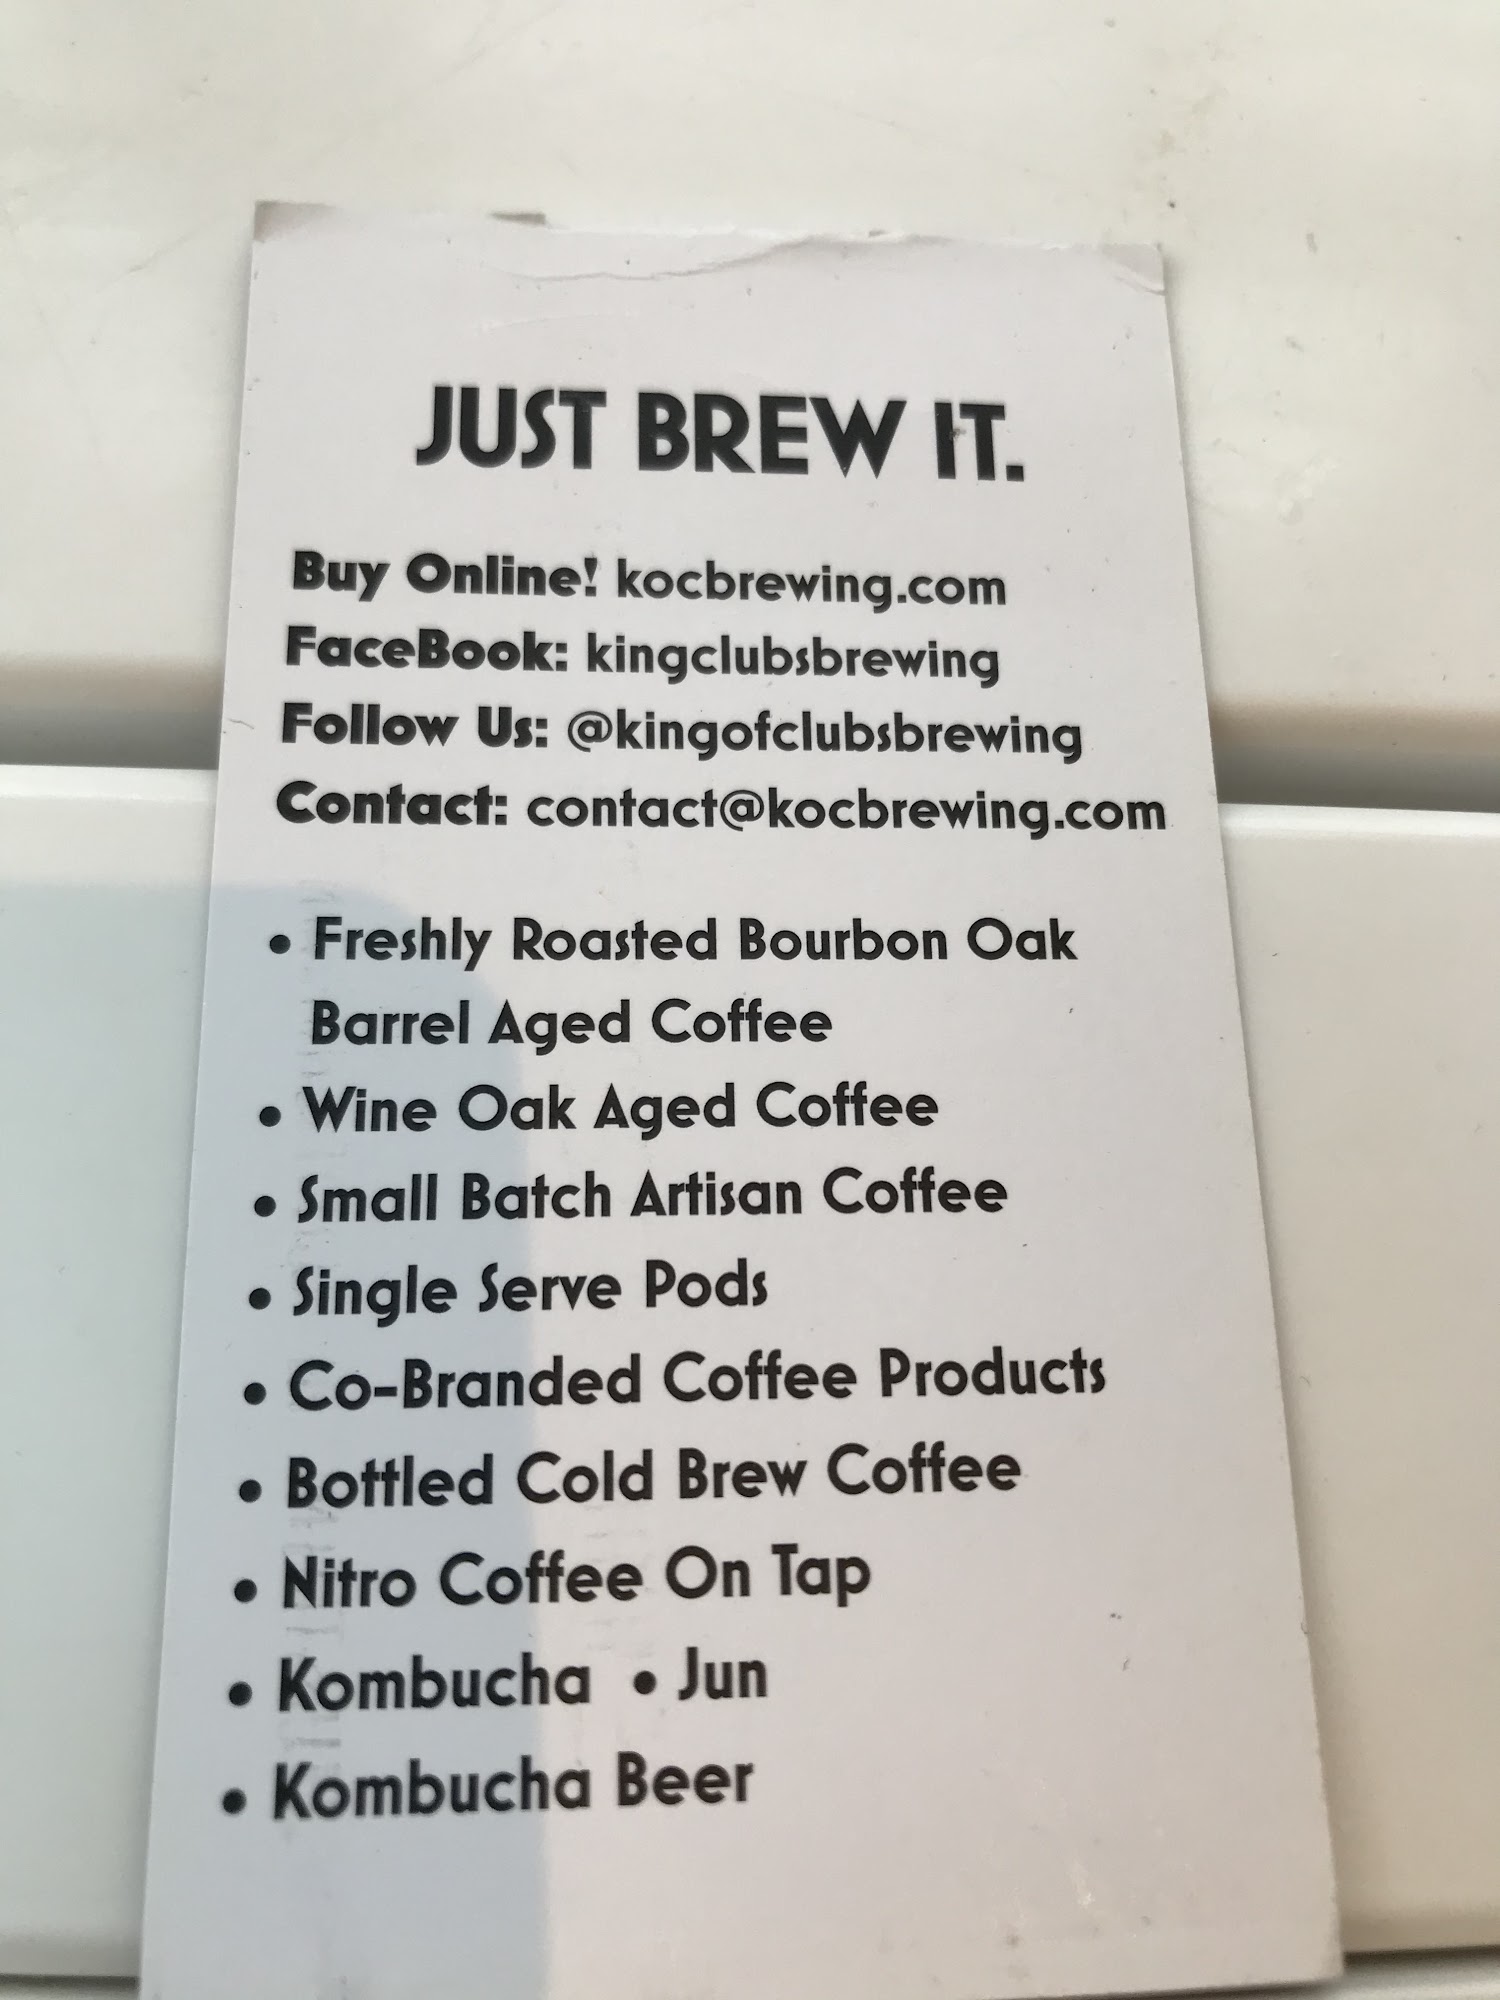 JUST BREW IT.
Buy Online! kocbrewing.com
FaceBook: kingclubsbrewing
Follow Us: @kingofclubsbrewing
Contact: contact@kocbrewing.com
• Freshly Roasted Bourbon Oak
Barrel Aged Coffee
• Wine Oak Aged Coffee
• Small Batch Artisan Coffee
• Single Serve Pods
• Co-Branded Coffee Products
• Bottled Cold Brew Coffee
• Nitro Coffee On Tap
• Kombucha • Jun
• Kombucha Beer